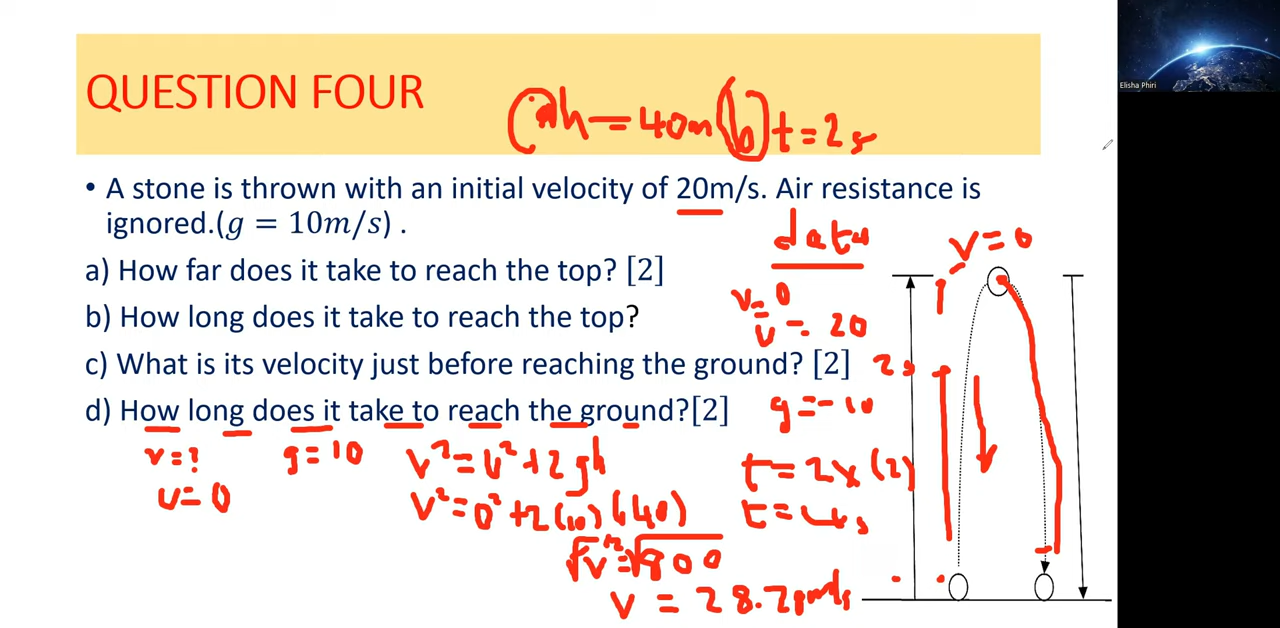 QUESTION FOUR
(a) h = 40m (b) t = 2s
Elisha Phiri
• A stone is thrown with an initial velocity of 20m/s. Air resistance is
ignored.(g = 10m/s) .
a) How far does it take to reach the top? [2]
b) How long does it take to reach the top?
c) What is its velocity just before reaching the ground? [2]
d) How long does it take to reach the ground?[2]
data
v = 0
u = 20
g = -10
t = 2 x (2)
t = 4s
v = 0
2s
v = ?
u = 0
g = 10
v² = u² + 2gh
v² = 0² + 2(10)(40)
√v² = √800
v = 28.28m/s